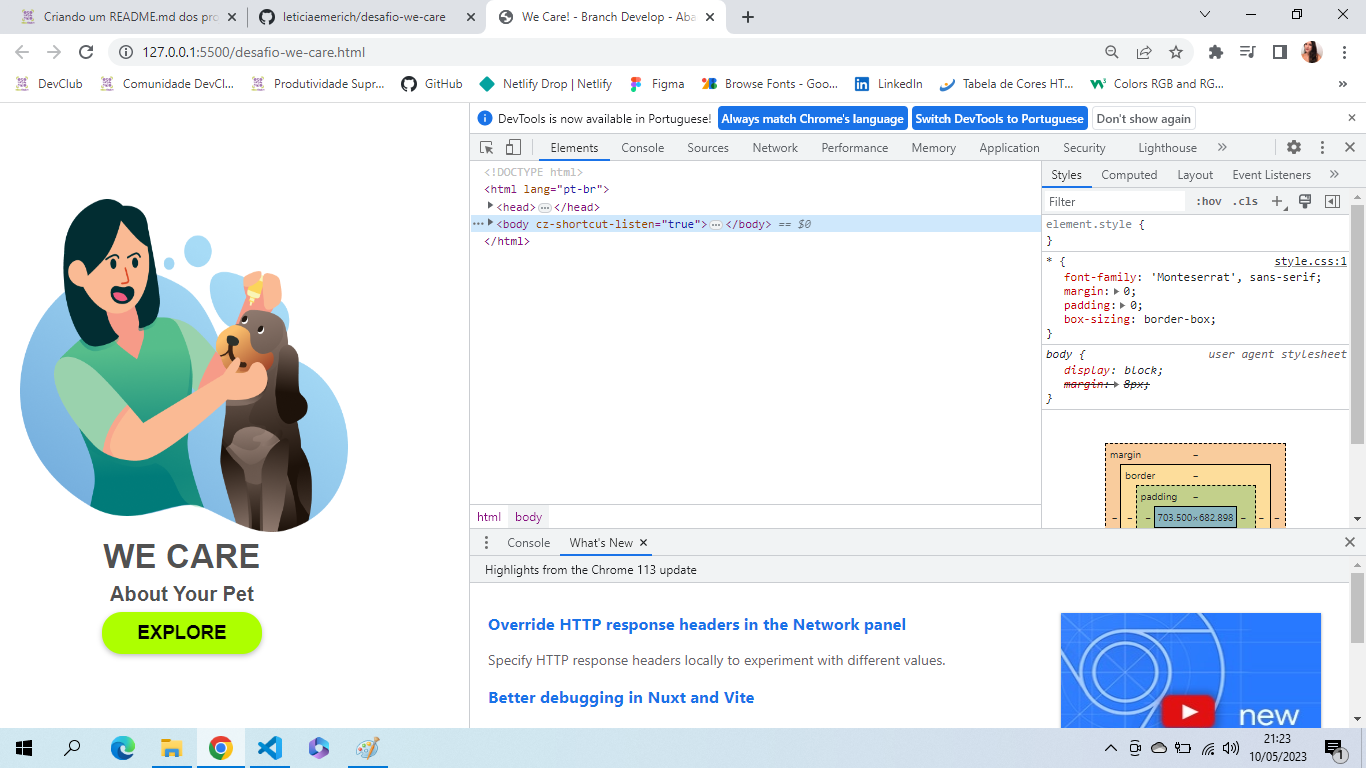 Criando um README.md dos pro
leticiaemerich/desafio-we-care
We Care! - Branch Develop - Aba
127.0.0.1:5500/desafio-we-care.html
DevClub
Comunidade DevCl...
Produtividade Supr...
GitHub
Netlify Drop | Netlify
Figma
Browse Fonts - Goo...
LinkedIn
Tabela de Cores HT...
Colors RGB and RG...
»
WE CARE
About Your Pet
EXPLORE
DevTools is now available in Portuguese!
Always match Chrome's language
Switch DevTools to Portuguese
Don't show again
Elements
Console
Sources
Network
Performance
Memory
Application
Security
Lighthouse
»
<!DOCTYPE html>
<html lang="pt-br">
<head>…</head>
<body cz-shortcut-listen="true">…</body> == $0
</html>
html
body
Styles
Computed
Layout
Event Listeners
»
Filter
:hov
.cls
element.style {
}
* {
style.css:1
font-family: 'Monteserrat', sans-serif;
margin: 0;
padding: 0;
box-sizing: border-box;
}
body {
user agent stylesheet
display: block;
margin: 8px;
}
margin
–
border
–
padding
–
– – – 703.500×682.898 – – –
Console
What's New
Highlights from the Chrome 113 update
Override HTTP response headers in the Network panel
Specify HTTP response headers locally to experiment with different values.
Better debugging in Nuxt and Vite
new
21:23
10/05/2023
1